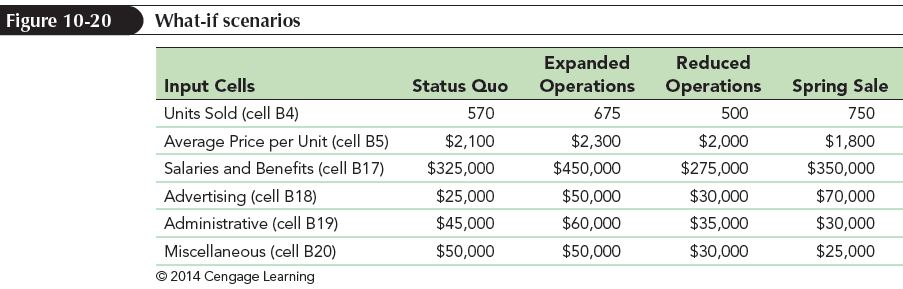 Figure 10-20 What-if scenarios
Expanded Reduced
Input Cells Status Quo Operations Operations Spring Sale
Units Sold (cell B4) 570 675 500 750
Average Price per Unit (cell B5) $2,100 $2,300 $2,000 $1,800
Salaries and Benefits (cell B17) $325,000 $450,000 $275,000 $350,000
Advertising (cell B18) $25,000 $50,000 $30,000 $70,000
Administrative (cell B19) $45,000 $60,000 $35,000 $30,000
Miscellaneous (cell B20) $50,000 $50,000 $30,000 $25,000
© 2014 Cengage Learning